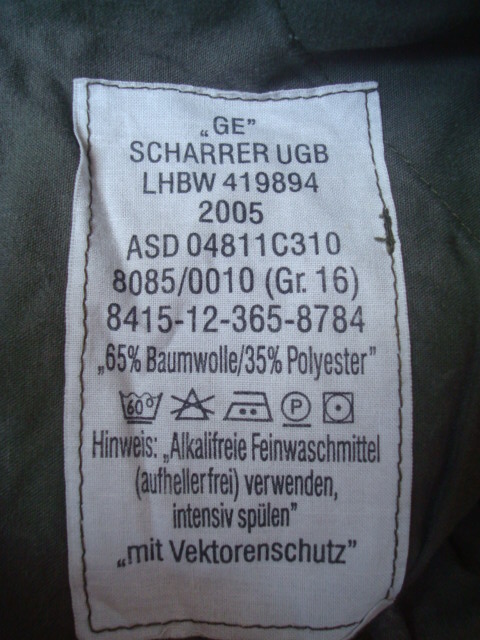 „GE”
SCHARRER UGB
LHBW 419894
2005
ASD 04811C310
8085/0010 (Gr. 16)
8415-12-365-8784
„65% Baumwolle/35% Polyester”
60 P
Hinweis: „Alkalifreie Feinwaschmittel
(aufhellerfrei) verwenden,
intensiv spülen”
„mit Vektorenschutz”